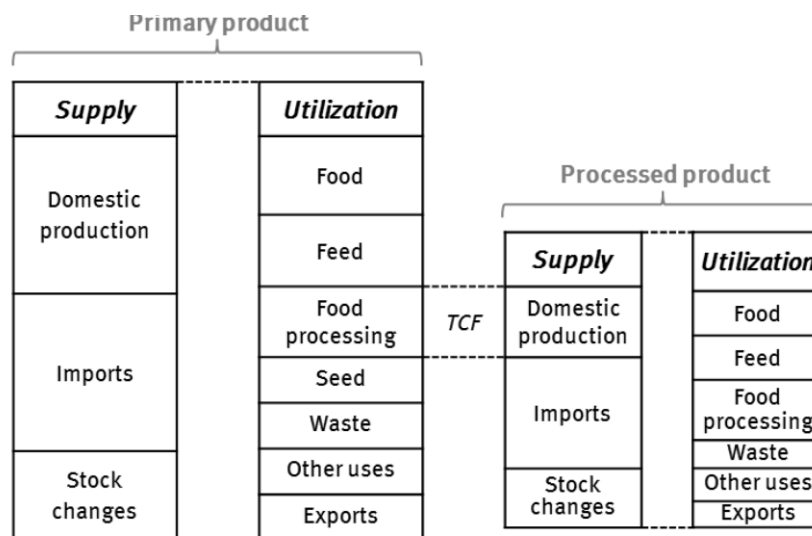 Primary product
Supply
Domestic
production
Imports
Stock
changes
Utilization
Food
Feed
Food
processing
Seed
Waste
Other uses
Exports
TCF
Processed product
Supply
Domestic
production
Imports
Stock
changes
Utilization
Food
Feed
Food
processing
Waste
Other uses
Exports